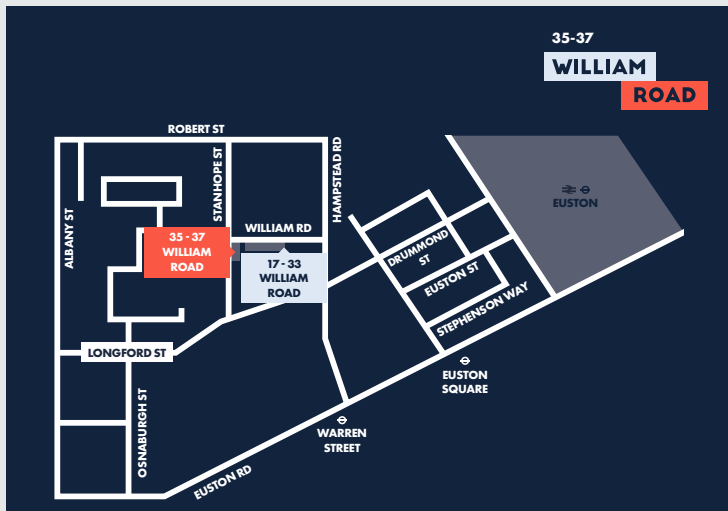 35-37
WILLIAM
ROAD
ROBERT ST
STANHOPE ST
HAMPSTEAD RD
ALBANY ST
EUSTON
WILLIAM RD
35 - 37
WILLIAM
ROAD
17 - 33
WILLIAM
ROAD
DRUMMOND
ST
EUSTON ST
STEPHENSON WAY
LONGFORD ST
EUSTON
SQUARE
OSNABURGH ST
WARREN
STREET
EUSTON RD